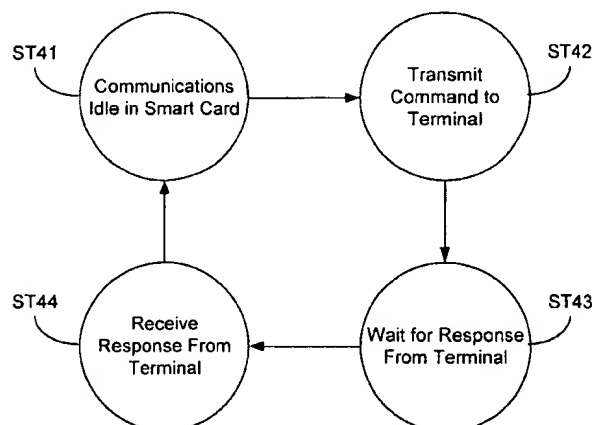 ST41
Communications
Idle in Smart Card
Transmit
Command to
Terminal
ST42
ST44
Receive
Response From
Terminal
Wait for Response
From Terminal
ST43